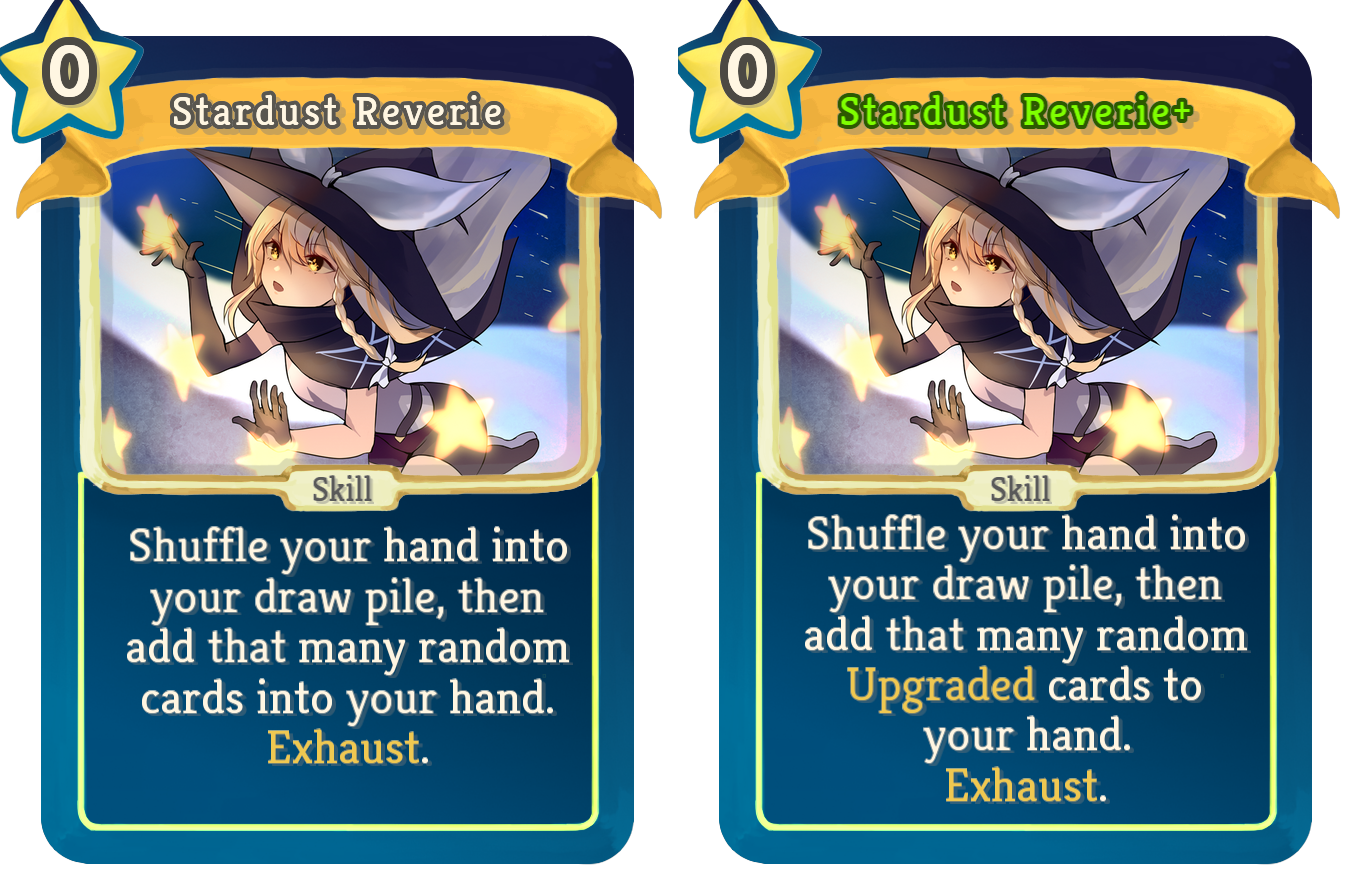 0
Stardust Reverie
Skill
Shuffle your hand into
your draw pile, then
add that many random
cards into your hand.
Exhaust.
0
Stardust Reverie+
Skill
Shuffle your hand into
your draw pile, then
add that many random
Upgraded cards to
your hand.
Exhaust.